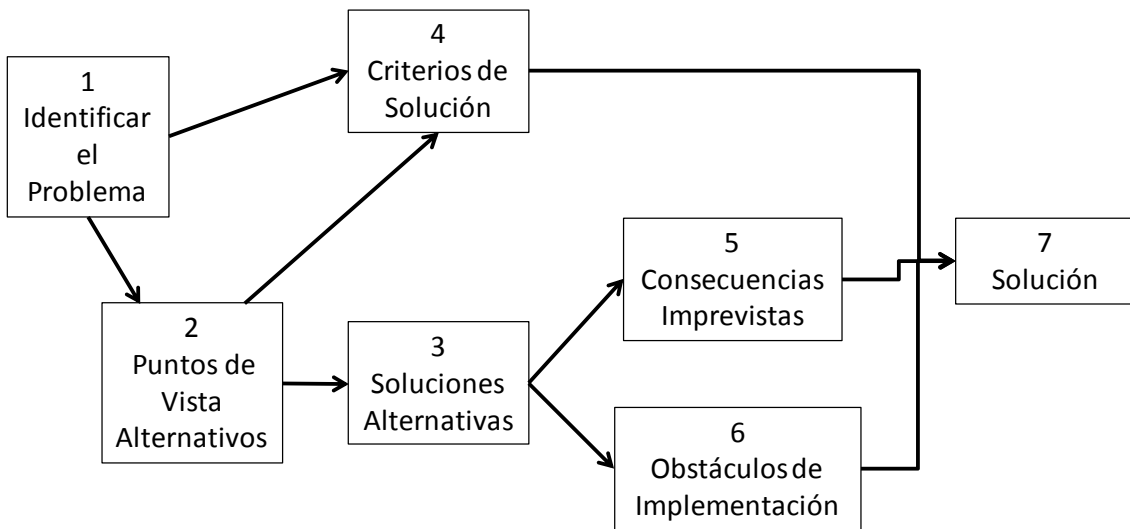 1
Identificar
el
Problema
2
Puntos de
Vista
Alternativos
3
Soluciones
Alternativas
4
Criterios de
Solución
5
Consecuencias
Imprevistas
6
Obstáculos de
Implementación
7
Solución